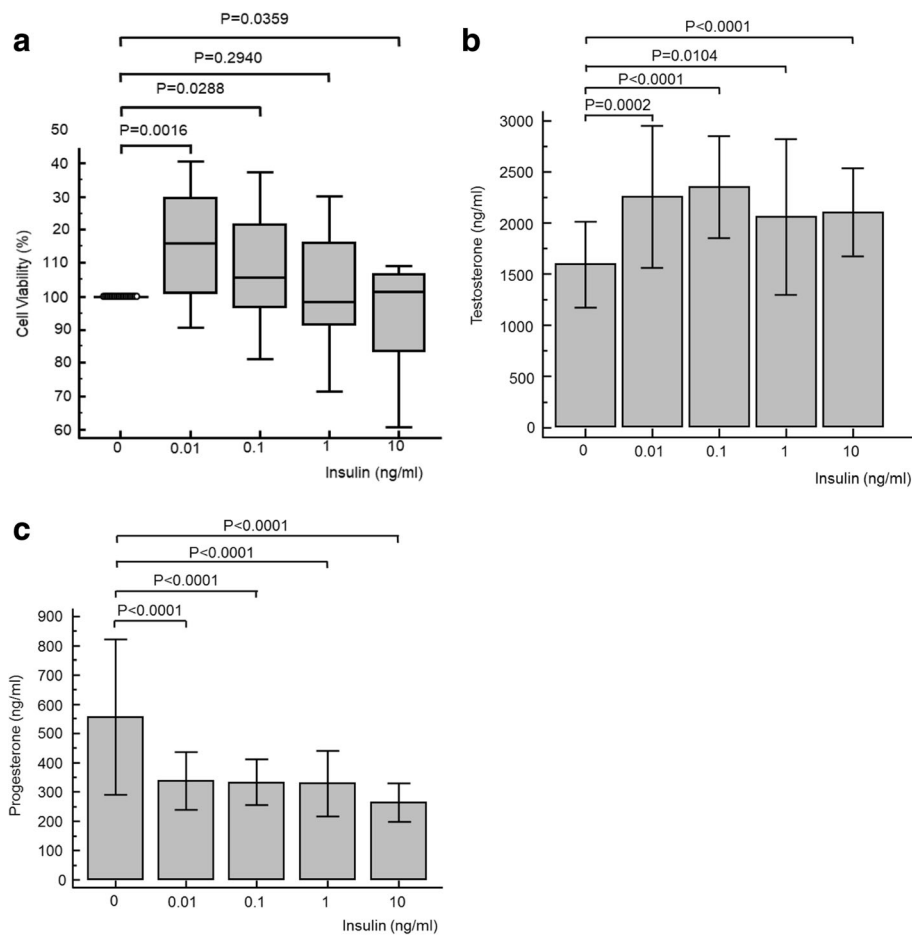 a
P=0.0359
P=0.2940
P=0.0288
P=0.0016
50
40
30
20
110
100
90
80
70
60
Cell Viability (%)
0 0.01 0.1 1 10
Insulin (ng/ml)
b
P<0.0001
P=0.0104
P<0.0001
P=0.0002
3000
2500
2000
1500
1000
500
0
Testosterone (ng/ml)
0 0.01 0.1 1 10
Insulin (ng/ml)
c
P<0.0001
P<0.0001
P<0.0001
P<0.0001
900
800
700
600
500
400
300
200
100
0
Progesterone (ng/ml)
0 0.01 0.1 1 10
Insulin (ng/ml)